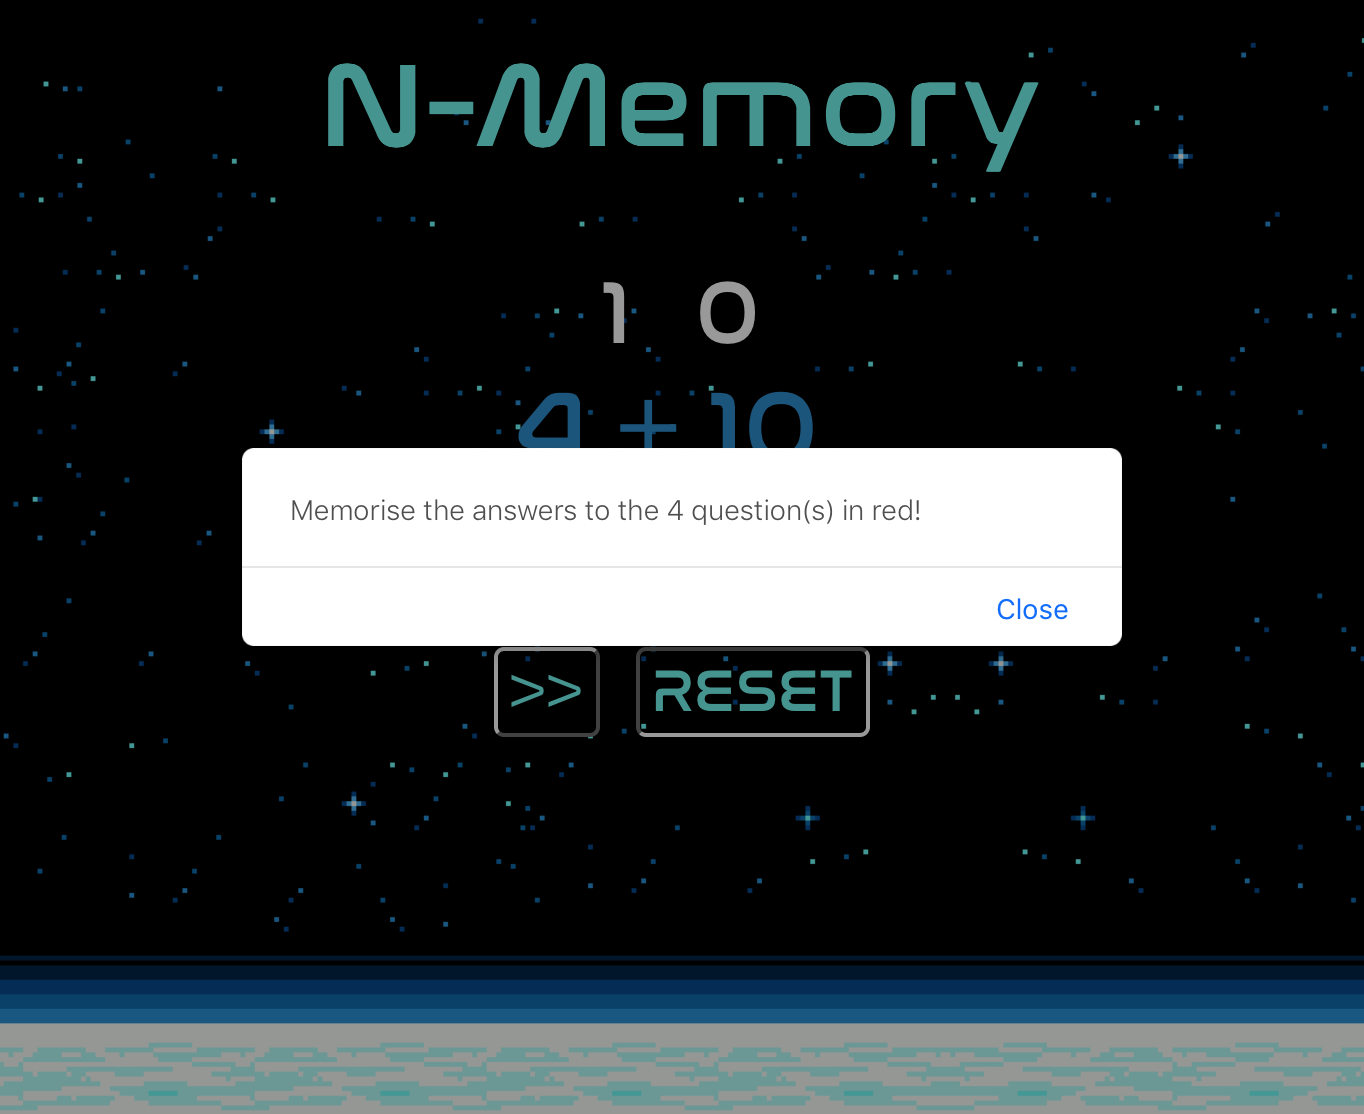 N-Memory
1 0
4 + 10
Memorise the answers to the 4 question(s) in red!
Close
>> RESET